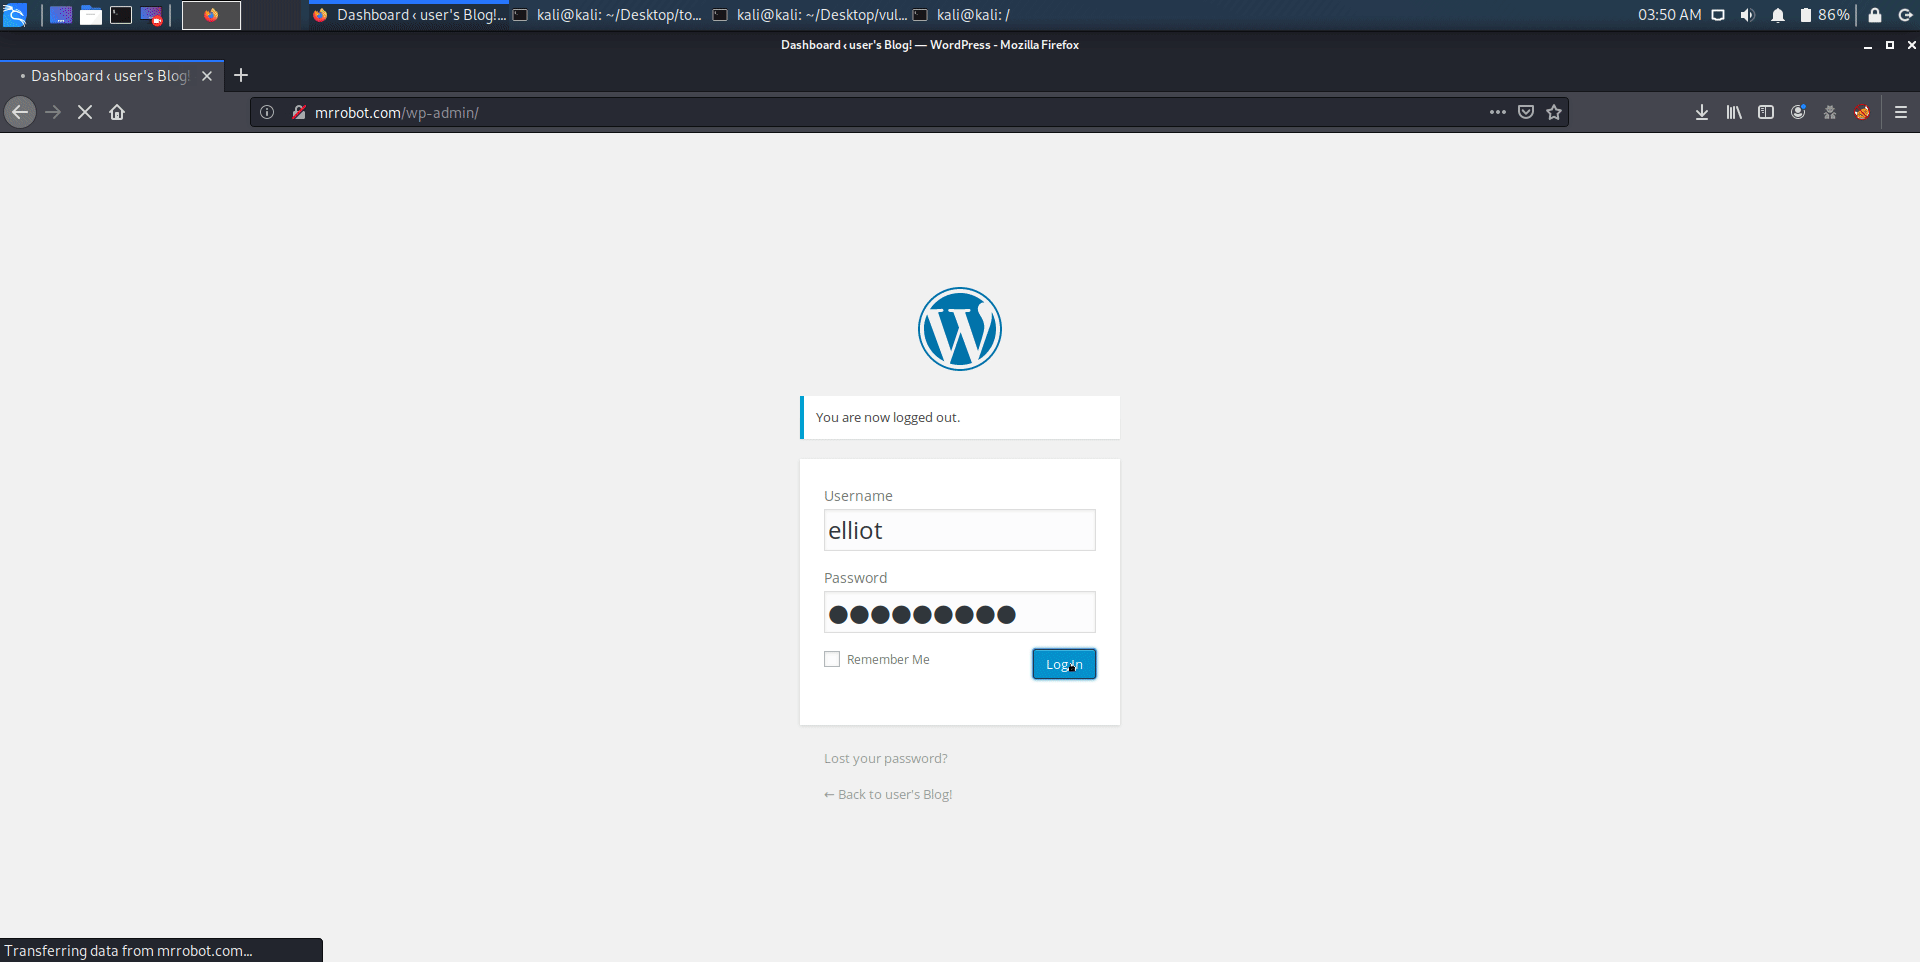 Dashboard ‹ user's Blog!... kali@kali: ~/Desktop/to... kali@kali: ~/Desktop/vul... kali@kali: / 03:50 AM 86%
Dashboard ‹ user's Blog! — WordPress - Mozilla Firefox
Dashboard ‹ user's Blog!
mrrobot.com/wp-admin/
You are now logged out.
Username
elliot
Password
Remember Me Log In
Lost your password?
← Back to user's Blog!
Transferring data from mrrobot.com...